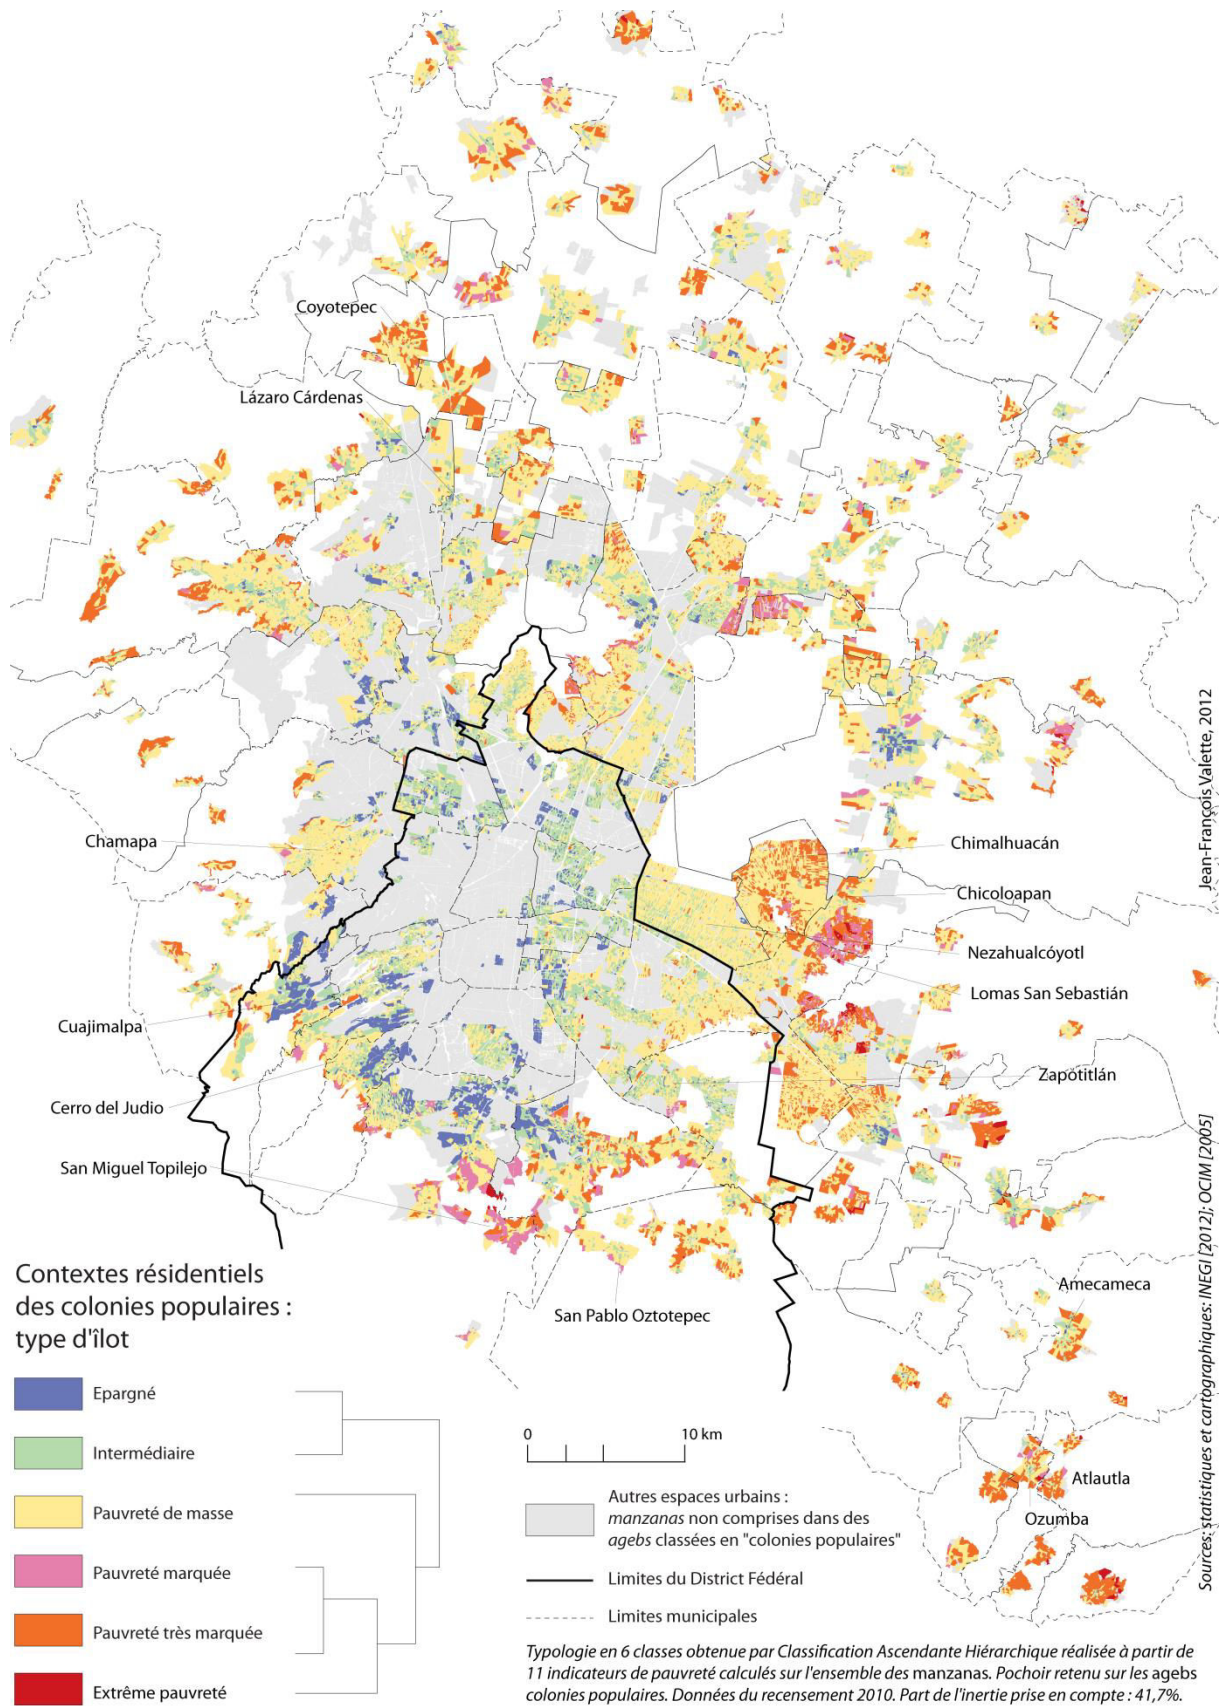 Coyotepec
Lázaro Cárdenas
Chamapa
Chimalhuacán
Chicoloapan
Nezahualcóyotl
Lomas San Sebastián
Cuajimalpa
Zapotitlán
Cerro del Judio
San Miguel Topilejo
San Pablo Oztotepec
Amecameca
Atlautla
Ozumba
Jean-François Valette, 2012
Sources: statistiques et cartographiques: INEGI [2012]; OCIM [2005]
Contextes résidentiels
des colonies populaires :
type d'îlot
Epargné
Intermédiaire
Pauvreté de masse
Pauvreté marquée
Pauvreté très marquée
Extrême pauvreté
0 10 km
Autres espaces urbains :
manzanas non comprises dans des
agebs classées en "colonies populaires"
Limites du District Fédéral
Limites municipales
Typologie en 6 classes obtenue par Classification Ascendante Hiérarchique réalisée à partir de
11 indicateurs de pauvreté calculés sur l'ensemble des manzanas. Pochoir retenu sur les agebs
colonies populaires. Données du recensement 2010. Part de l'inertie prise en compte : 41,7%.